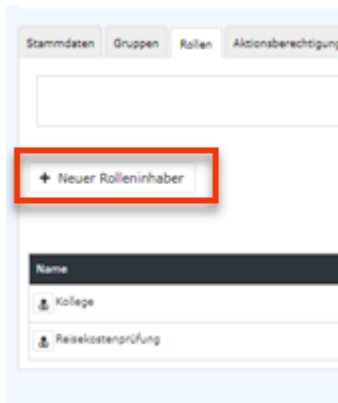 Stammdaten Gruppen Rollen Aktionsberechtigung
+ Neuer Rolleninhaber
Name
Kollege
Reisekostenprüfung